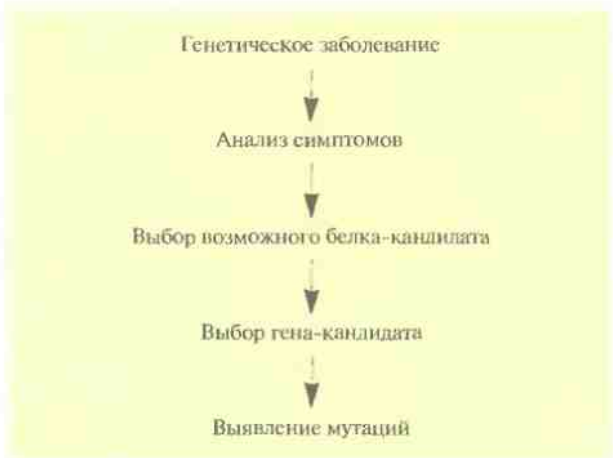 Генетическое заболевание
Анализ симптомов
Выбор возможного белка-кандидата
Выбор гена-кандидата
Выявление мутаций